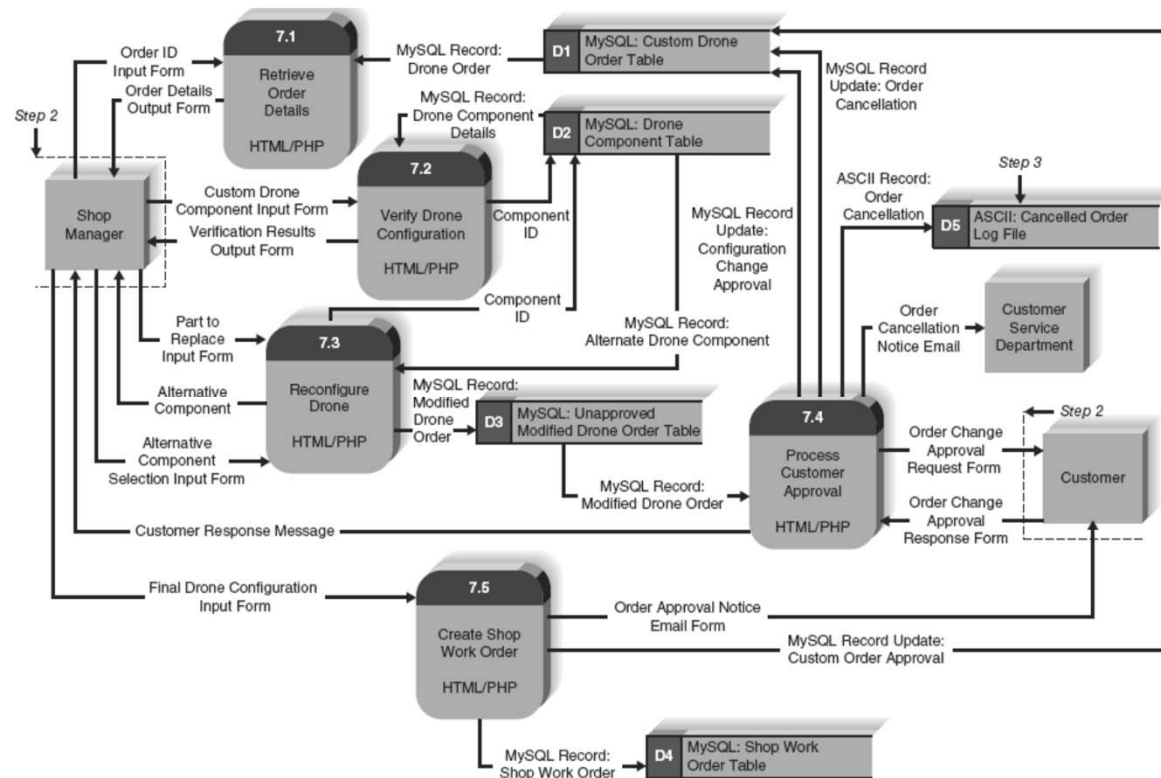 7.1
Retrieve
Order
Details
HTML/PHP
Order ID
Input Form
Order Details
Output Form
Step 2
MySQL Record:
Drone Order
D1
MySQL: Custom Drone
Order Table
MySQL Record
Update: Order
Cancellation
MySQL Record:
Drone Component
Details
D2
MySQL: Drone
Component Table
7.2
Verify Drone
Configuration
HTML/PHP
Shop
Manager
Custom Drone
Component Input Form
Verification Results
Output Form
Component
ID
Component
ID
MySQL Record
Update:
Configuration
Change
Approval
ASCII Record:
Order
Cancellation
Step 3
D5
ASCII: Cancelled Order
Log File
Order
Cancellation
Notice Email
Customer
Service
Department
Part to
Replace
Input Form
7.3
Reconfigure
Drone
HTML/PHP
MySQL Record:
Alternate Drone Component
Alternative
Component
MySQL Record:
Modified
Drone
Order
D3
MySQL: Unapproved
Modified Drone Order Table
Alternative
Component
Selection Input Form
MySQL Record:
Modified Drone Order
7.4
Process
Customer
Approval
HTML/PHP
Order Change
Approval
Request Form
Step 2
Customer
Order Change
Approval
Response Form
Customer Response Message
Final Drone Configuration
Input Form
7.5
Create Shop
Work Order
HTML/PHP
Order Approval Notice
Email Form
MySQL Record Update:
Custom Order Approval
MySQL Record:
Shop Work Order
D4
MySQL: Shop Work
Order Table